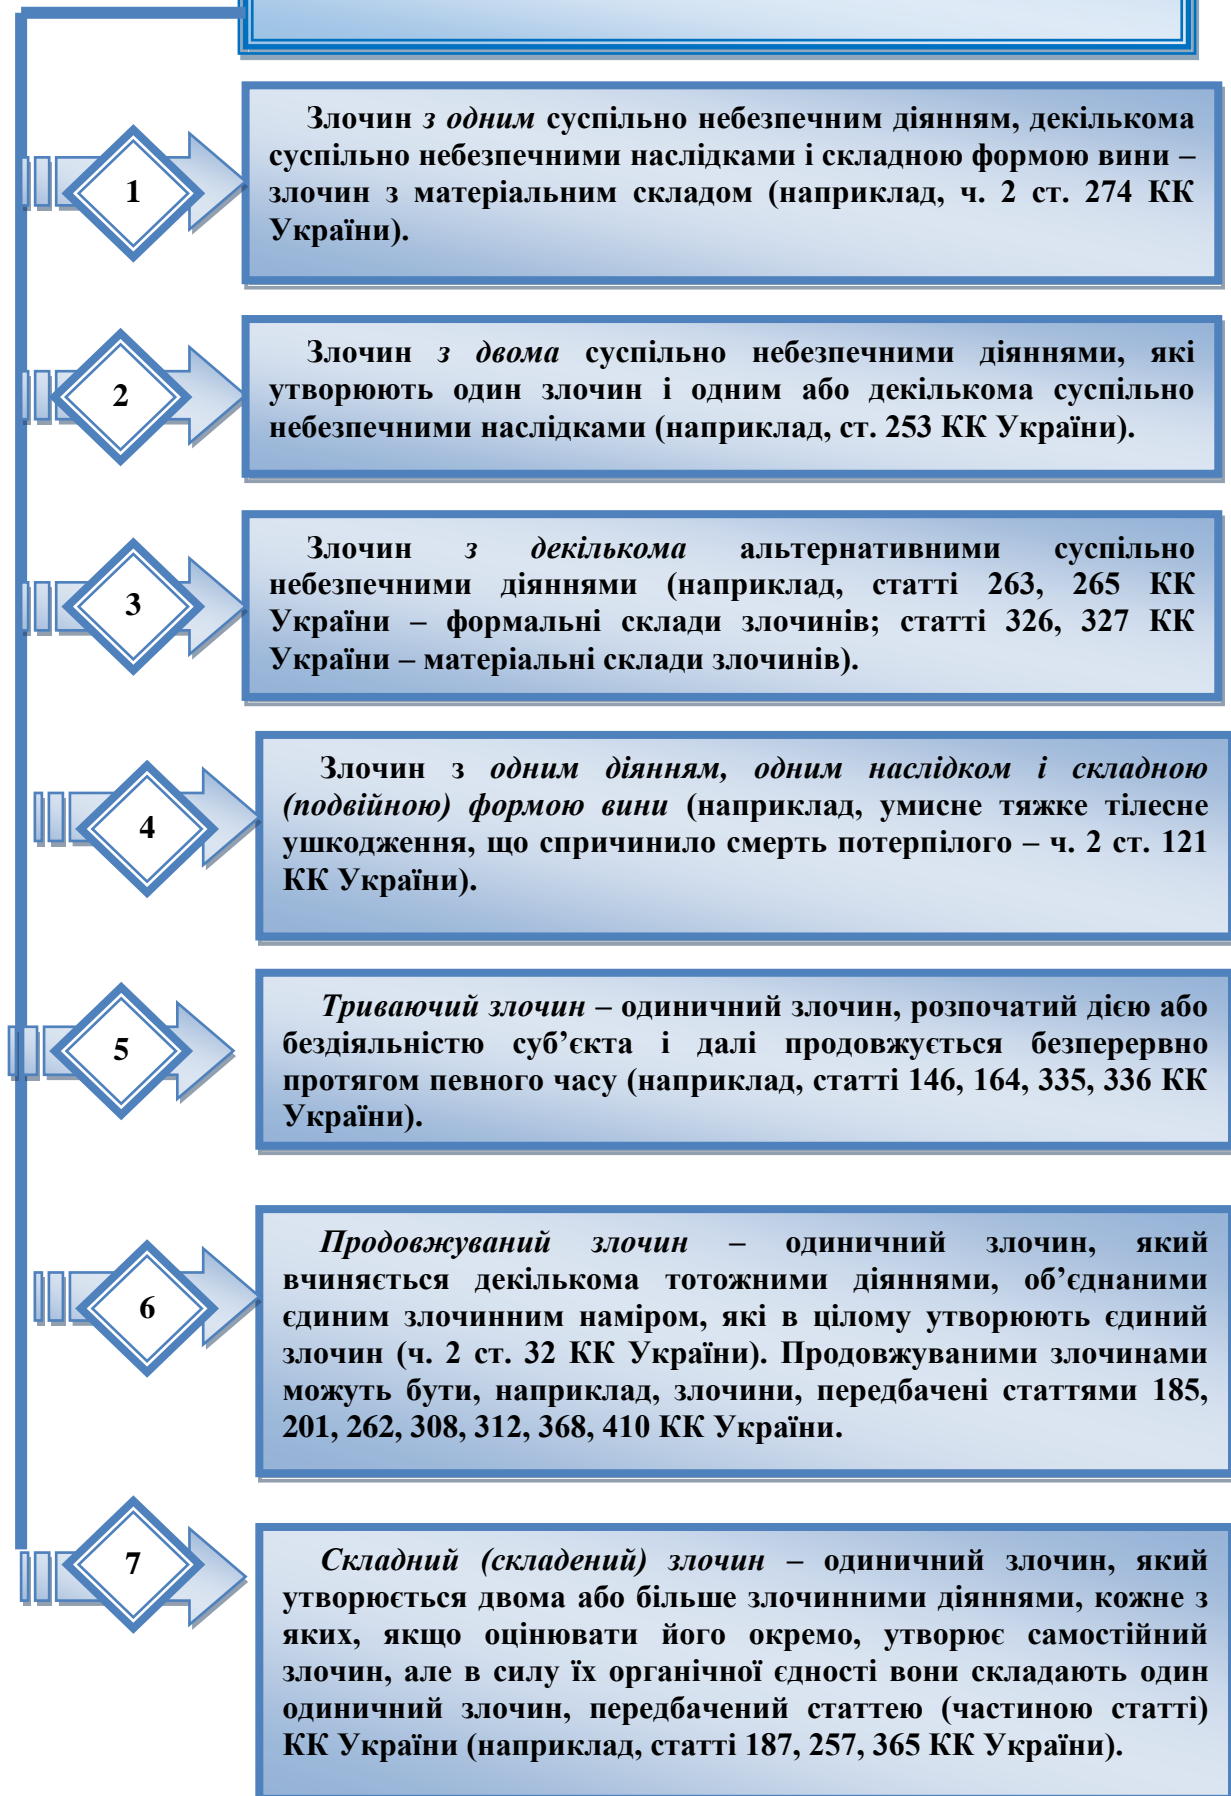 1
Злочин з одним суспільно небезпечним діянням, декількома
суспільно небезпечними наслідками і складною формою вини –
злочин з матеріальним складом (наприклад, ч. 2 ст. 274 КК
України).
2
Злочин з двома суспільно небезпечними діяннями, які
утворюють один злочин і одним або декількома суспільно
небезпечними наслідками (наприклад, ст. 253 КК України).
3
Злочин з декількома альтернативними суспільно
небезпечними діяннями (наприклад, статті 263, 265 КК
України – формальні склади злочинів; статті 326, 327 КК
України – матеріальні склади злочинів).
4
Злочин з одним діянням, одним наслідком і складною
(подвійною) формою вини (наприклад, умисне тяжке тілесне
ушкодження, що спричинило смерть потерпілого – ч. 2 ст. 121
КК України).
5
Триваючий злочин – одиничний злочин, розпочатий дією або
бездіяльністю суб’єкта і далі продовжується безперервно
протягом певного часу (наприклад, статті 146, 164, 335, 336 КК
України).
6
Продовжуваний злочин – одиничний злочин, який
вчиняється декількома тотожними діяннями, об’єднаними
єдиним злочинним наміром, які в цілому утворюють єдиний
злочин (ч. 2 ст. 32 КК України). Продовжуваними злочинами
можуть бути, наприклад, злочини, передбачені статтями 185,
201, 262, 308, 312, 368, 410 КК України.
7
Складний (складений) злочин – одиничний злочин, який
утворюється двома або більше злочинними діяннями, кожне з
яких, якщо оцінювати його окремо, утворює самостійний
злочин, але в силу їх органічної єдності вони складають один
одиничний злочин, передбачений статтею (частиною статті)
КК України (наприклад, статті 187, 257, 365 КК України).